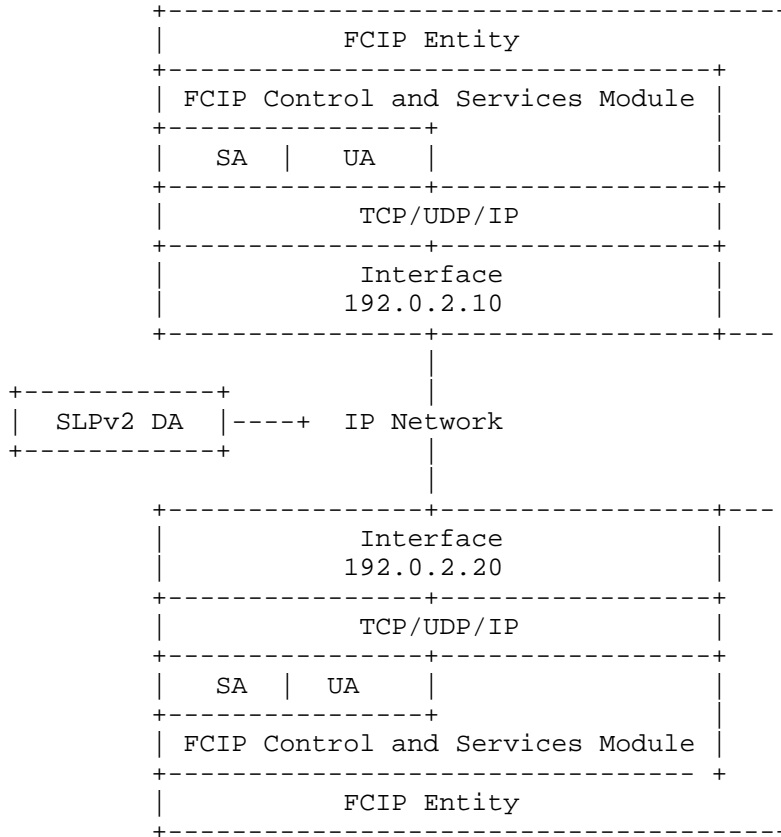 FCIP Entity
FCIP Control and Services Module
SA | UA
TCP/UDP/IP
Interface
192.0.2.10
SLPv2 DA IP Network
Interface
192.0.2.20
TCP/UDP/IP
SA | UA
FCIP Control and Services Module
FCIP Entity